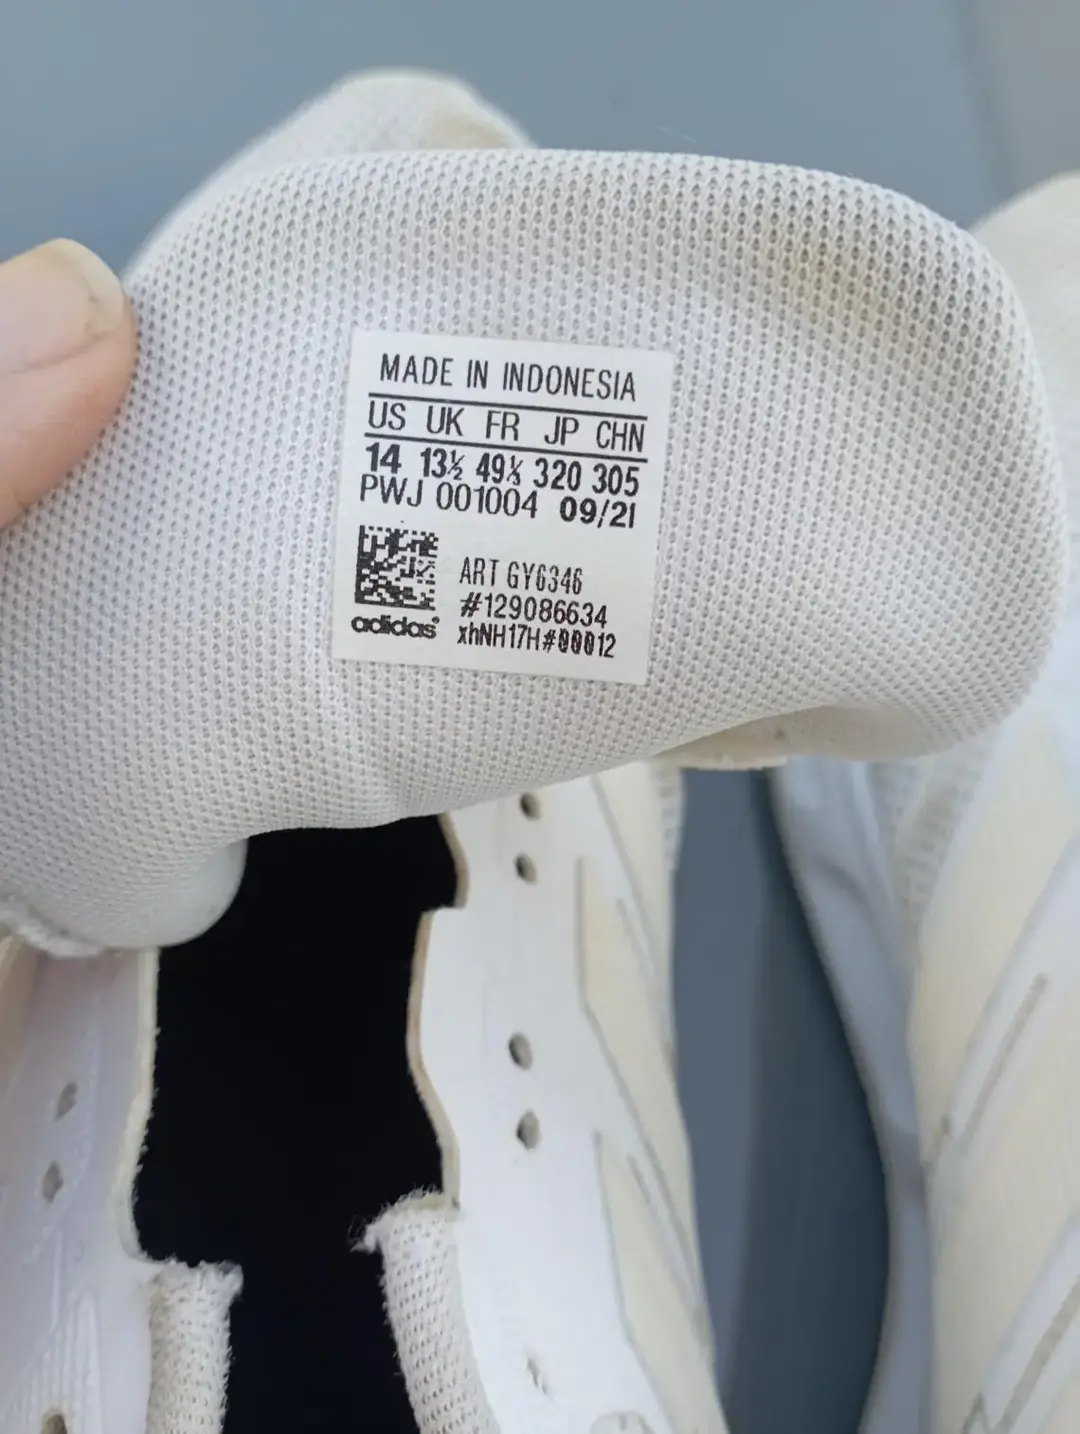 MADE IN INDONESIA
US UK FR JP CHN
14 13½ 49⅓ 320 305
PWJ 001004 09/21
ART GY6346
#129086634
adidas®
xhNH17H#00012